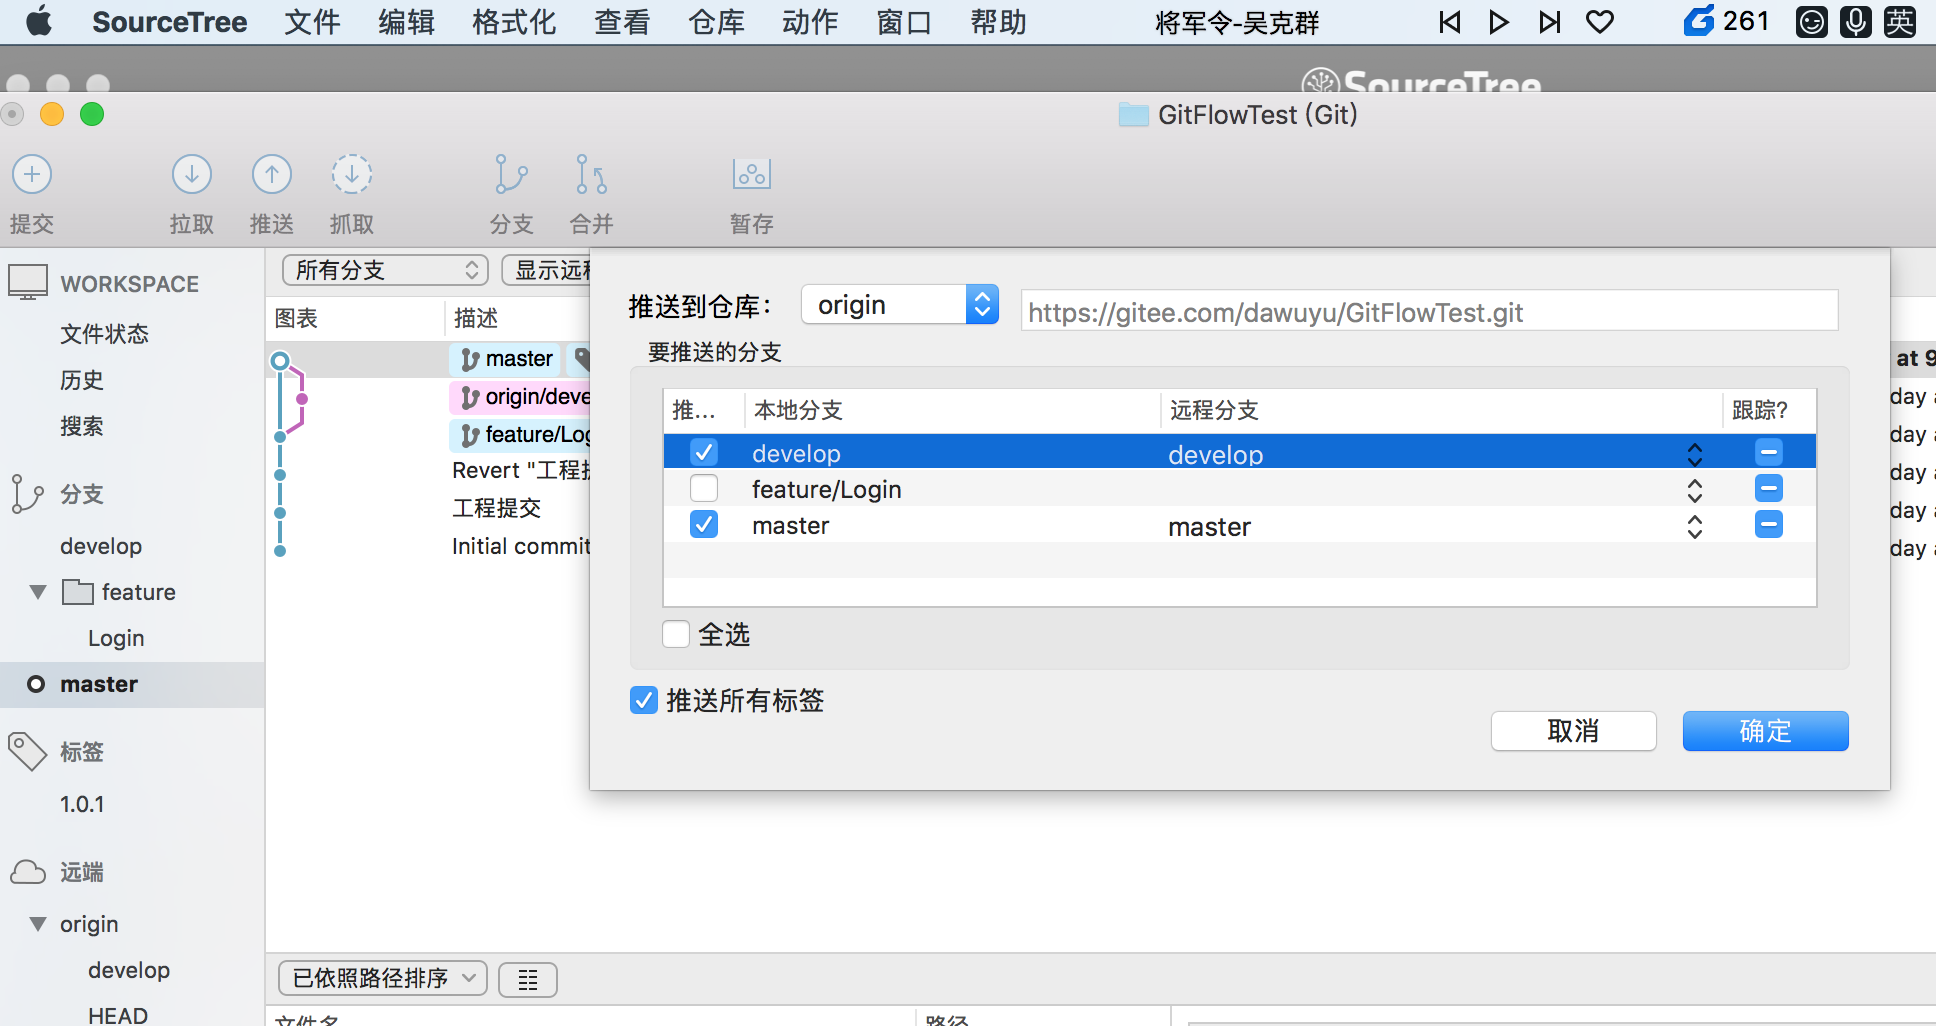 SourceTree 文件 编辑 格式化 查看 仓库 动作 窗口 帮助 将军令-吴克群 261 英
SourceTree
GitFlowTest (Git)
提交 拉取 推送 抓取 分支 合并 暂存
WORKSPACE
文件状态
历史
搜索
分支
develop
feature
Login
master
标签
1.0.1
远端
origin
develop
HEAD
所有分支 显示远程
图表 描述
master
origin/deve
feature/Log
Revert "工程提
工程提交
Initial commit
推送到仓库： origin https://gitee.com/dawuyu/GitFlowTest.git
要推送的分支
推... 本地分支 远程分支 跟踪?
develop develop
feature/Login
master master
全选
推送所有标签
取消 确定
at 9
day a
day a
day a
day a
day a
已依照路径排序
文件名 路径